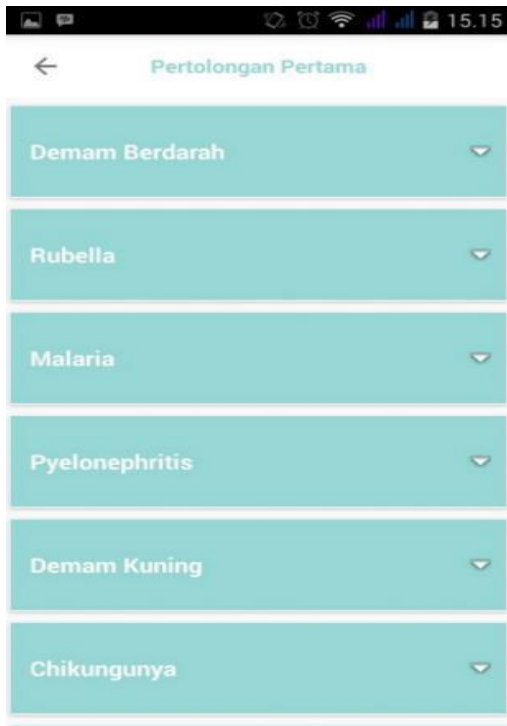 15.15
Pertolongan Pertama
Demam Berdarah
Rubella
Malaria
Pyelonephritis
Demam Kuning
Chikungunya